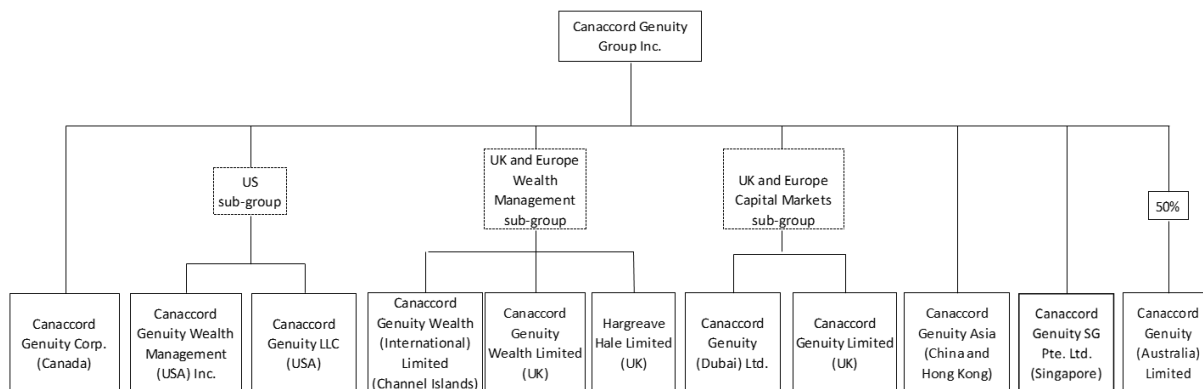 Canaccord Genuity
Group Inc.
US
sub-group
UK and Europe
Wealth
Management
sub-group
UK and Europe
Capital Markets
sub-group
50%
Canaccord
Genuity Corp.
(Canada)
Canaccord
Genuity Wealth
Management
(USA) Inc.
Canaccord
Genuity LLC
(USA)
Canaccord
Genuity Wealth
(International)
Limited
(Channel Islands)
Canaccord
Genuity
Wealth Limited
(UK)
Hargreave
Hale Limited
(UK)
Canaccord
Genuity
(Dubai) Ltd.
Canaccord
Genuity Limited
(UK)
Canaccord
Genuity Asia
(China and
Hong Kong)
Canaccord
Genuity SG
Pte. Ltd.
(Singapore)
Canaccord
Genuity
(Australia)
Limited